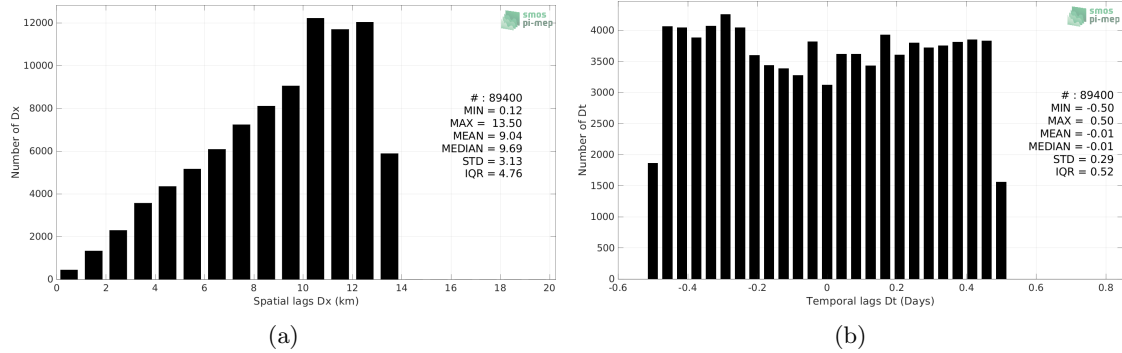 12000
10000
8000
6000
4000
2000
0
Number of Dx
0
2
4
6
8
10
12
14
16
18
20
Spatial lags Dx (km)
smos
pi-mep
# : 89400
MIN = 0.12
MAX = 13.50
MEAN = 9.04
MEDIAN = 9.69
STD = 3.13
IQR = 4.76
(a)
4000
3500
3000
2500
2000
1500
1000
500
0
Number of Dt
-0.6
-0.4
-0.2
0
0.2
0.4
0.6
0.8
Temporal lags Dt (Days)
smos
pi-mep
# : 89400
MIN = -0.50
MAX = 0.50
MEAN = -0.01
MEDIAN = -0.01
STD = 0.29
IQR = 0.52
(b)